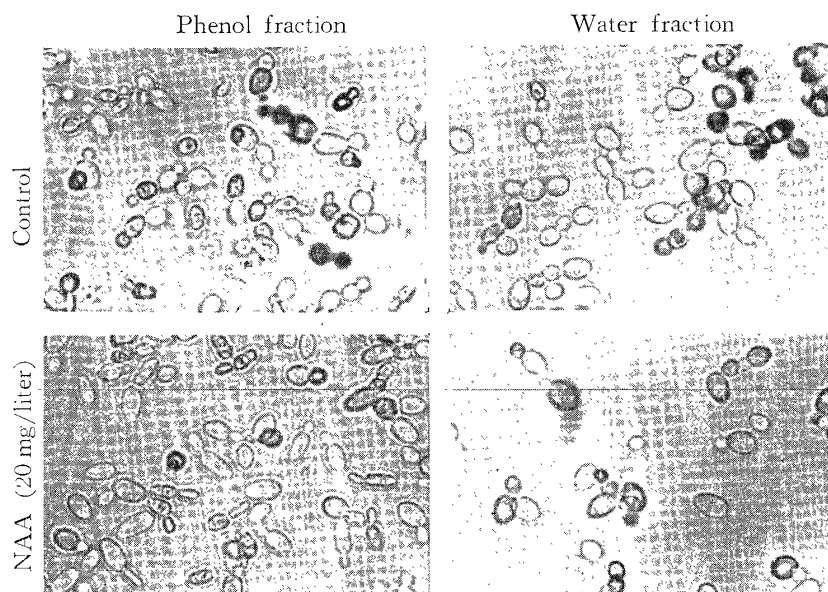 Phenol fraction
Water fraction
Control
NAA (20 mg/liter)